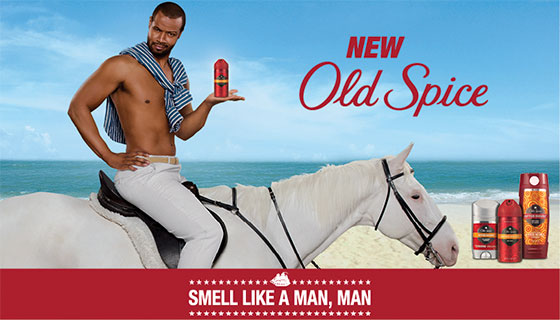 NEW
Old Spice
SMELL LIKE A MAN, MAN